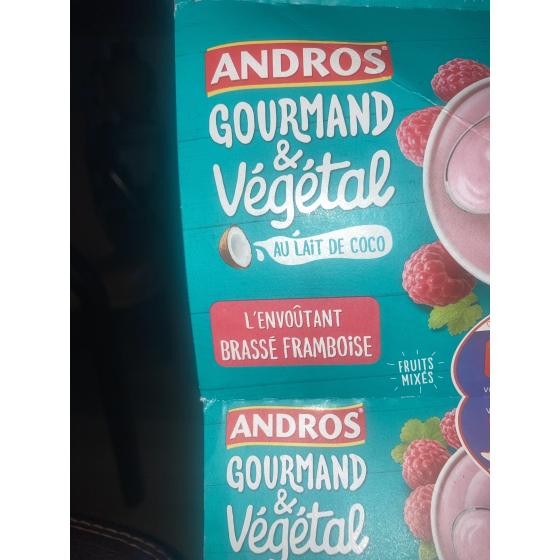 ANDROS
GOURMAND
&
Végétal
AU LAIT DE COCO
L'ENVOÛTANT
BRASSÉ FRAMBOISE
FRUITS
MIXÉS
ANDROS
GOURMAND
&
Végétal